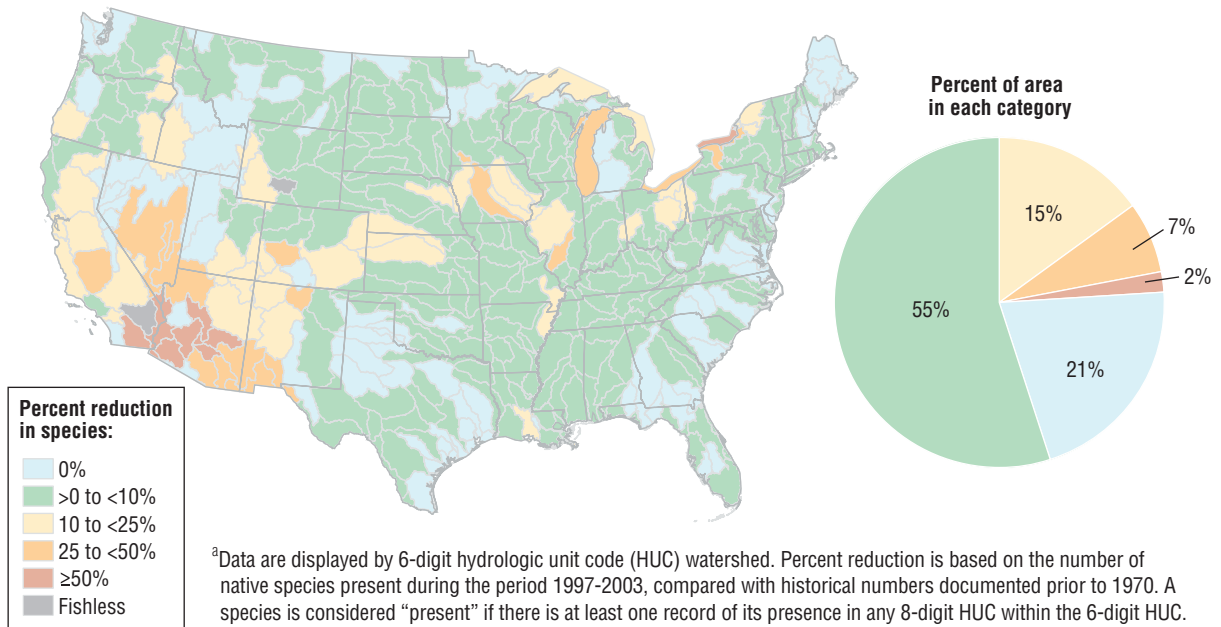 Percent of area
in each category
15%
7%
2%
55%
21%
Percent reduction
in species:
0%
>0 to <10%
10 to <25%
25 to <50%
≥50%
Fishless
ᵃData are displayed by 6-digit hydrologic unit code (HUC) watershed. Percent reduction is based on the number of
native species present during the period 1997-2003, compared with historical numbers documented prior to 1970. A
species is considered “present” if there is at least one record of its presence in any 8-digit HUC within the 6-digit HUC.